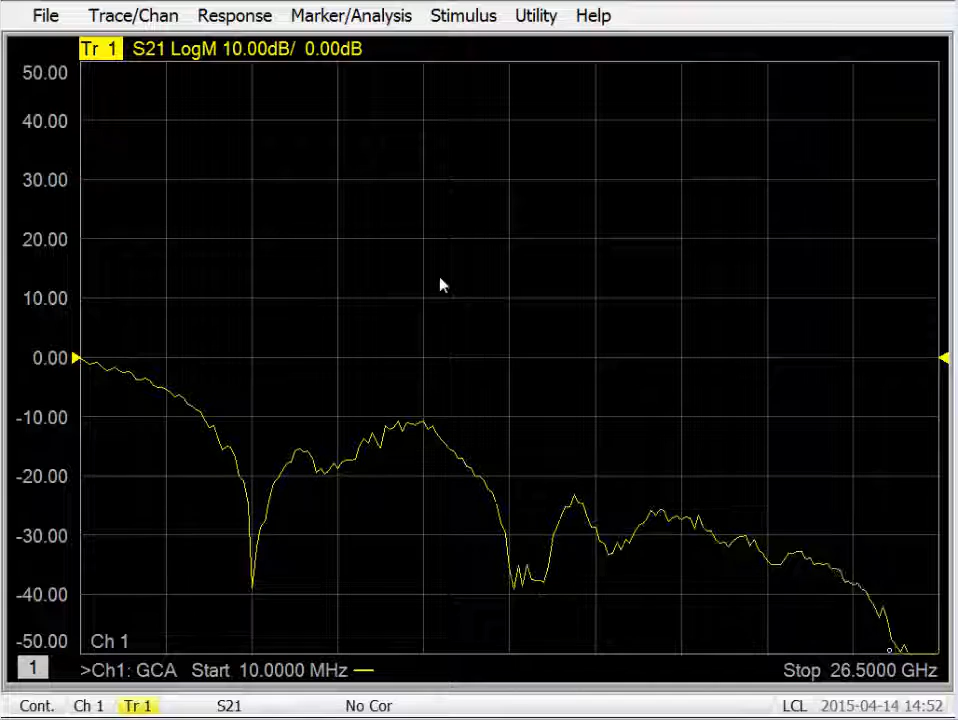 File Trace/Chan Response Marker/Analysis Stimulus Utility Help
Tr 1 S21 LogM 10.00dB/ 0.00dB
50.00
40.00
30.00
20.00
10.00
0.00
-10.00
-20.00
-30.00
-40.00
-50.00
Ch 1
1 >Ch1: GCA Start 10.0000 MHz Stop 26.5000 GHz
Cont. Ch 1 Tr 1 S21 No Cor LCL 2015-04-14 14:52